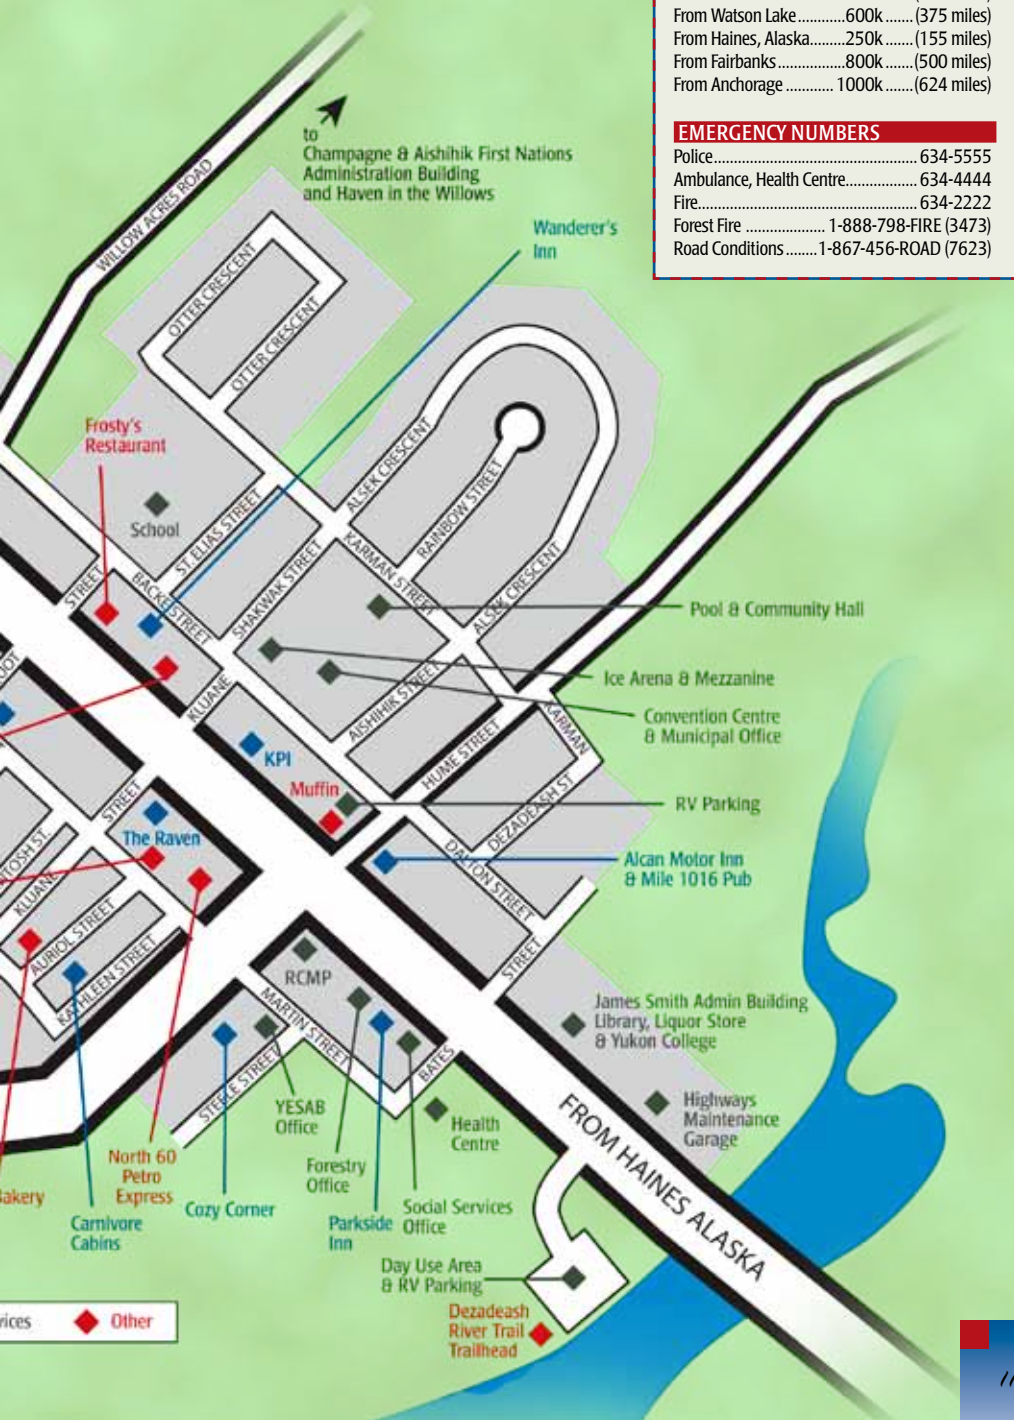 From Watson Lake............600k.......(375 miles)
From Haines, Alaska.........250k.......(155 miles)
From Fairbanks.................800k.......(500 miles)
From Anchorage ............ 1000k.......(624 miles)
EMERGENCY NUMBERS
Police.................................................... 634-5555
Ambulance, Health Centre.................. 634-4444
Fire........................................................ 634-2222
Forest Fire .................... 1-888-798-FIRE (3473)
Road Conditions........1-867-456-ROAD (7623)
to
Champagne & Aishihik First Nations
Administration Building
and Haven in the Willows
WILLOW ACRES ROAD
Wanderer's
Inn
OTTER CRESCENT
OTTER CRESCENT
Frosty's
Restaurant
School
ALSEK CRESCENT
RAINBOW STREET
ST. ELIAS STREET
KARMAN STREET
ALSEK CRESCENT
STREET
BACKE STREET
SHAKWAK STREET
Pool & Community Hall
Ice Arena & Mezzanine
KLUANE
AISHIHIK STREET
Convention Centre
& Municipal Office
KARMAN
HUME STREET
KPI
Muffin
RV Parking
STREET
DEZADEASH ST
The Raven
DALTON STREET
Alcan Motor Inn
& Mile 1016 Pub
KLUANE
AURIOL STREET
KATHLEEN STREET
STREET
RCMP
MARTIN STREET
James Smith Admin Building
Library, Liquor Store
& Yukon College
STEELE STREET
BATES
YESAB
Office
Health
Centre
Highways
Maintenance
Garage
FROM HAINES ALASKA
North 60
Petro
Express
Forestry
Office
Cozy Corner
Carnivore
Cabins
Parkside
Inn
Social Services
Office
Day Use Area
& RV Parking
Dezadeash
River Trail
Trailhead
Other